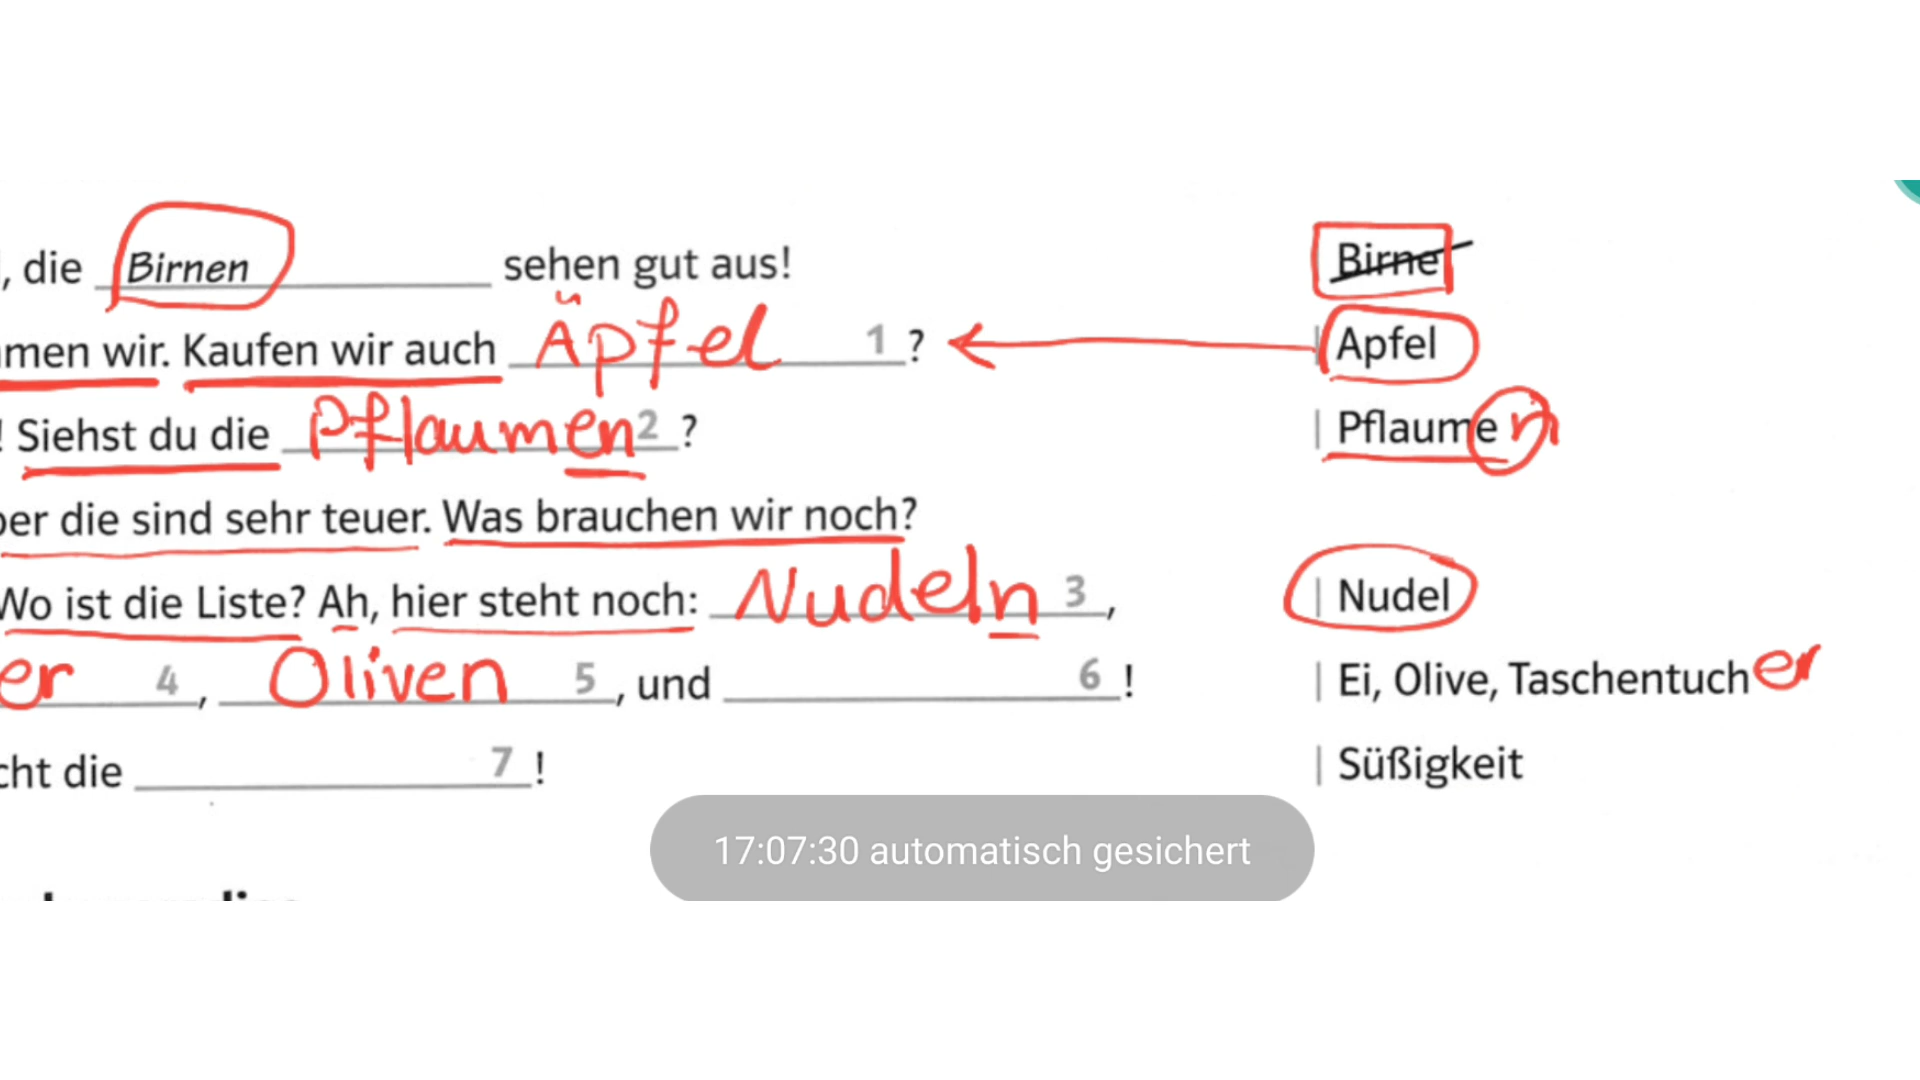 , die Birnen sehen gut aus! Birne
men wir. Kaufen wir auch Äpfel 1 ? Apfel
! Siehst du die Pflaumen 2 ? Pflaume n
er die sind sehr teuer. Was brauchen wir noch?
Wo ist die Liste? Ah, hier steht noch: Nudeln 3 , Nudel
er 4 , Oliven 5 , und 6 ! Ei, Olive, Taschentuch er
cht die 7 ! Süßigkeit
17:07:30 automatisch gesichert